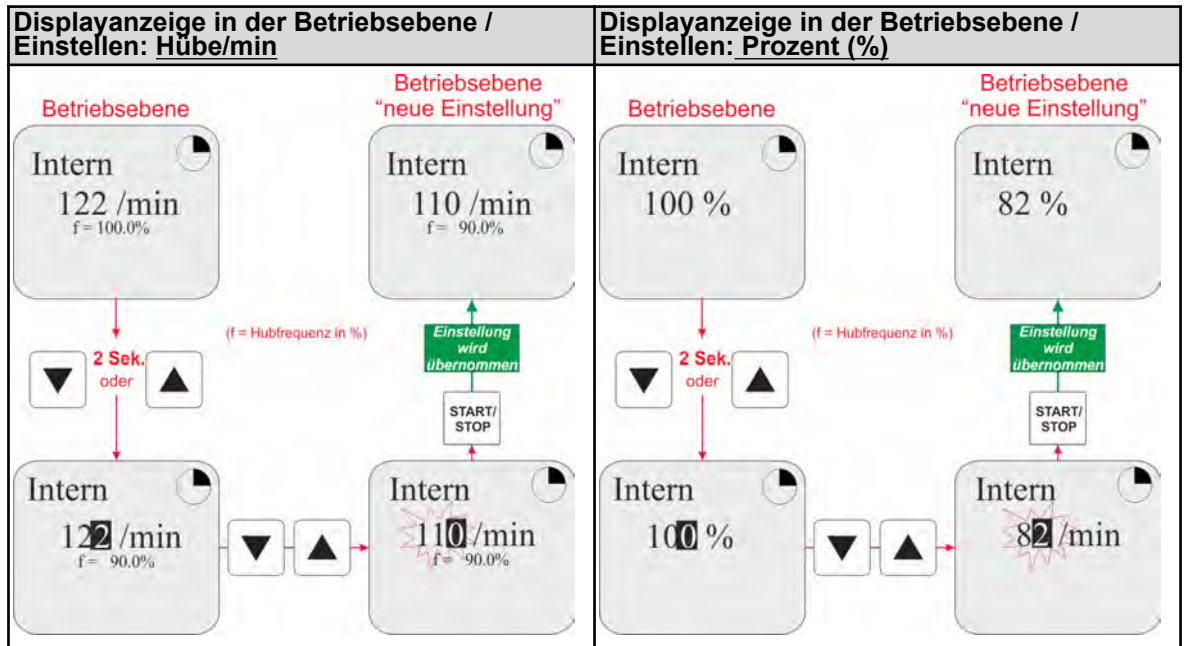 Displayanzeige in der Betriebsebene /
Einstellen: Hübe/min
Betriebsebene
Betriebsebene
"neue Einstellung"
Intern
122 /min
f = 100.0%
Intern
110 /min
f = 90.0%
(f = Hubfrequenz in %)
2 Sek.
oder
Einstellung
wird
übernommen
START/
STOP
Intern
122 /min
f = 90.0%
Intern
110 /min
f = 90.0%
Displayanzeige in der Betriebsebene /
Einstellen: Prozent (%)
Betriebsebene
Betriebsebene
"neue Einstellung"
Intern
100 %
Intern
82 %
(f = Hubfrequenz in %)
2 Sek.
oder
Einstellung
wird
übernommen
START/
STOP
Intern
100 %
Intern
82 /min